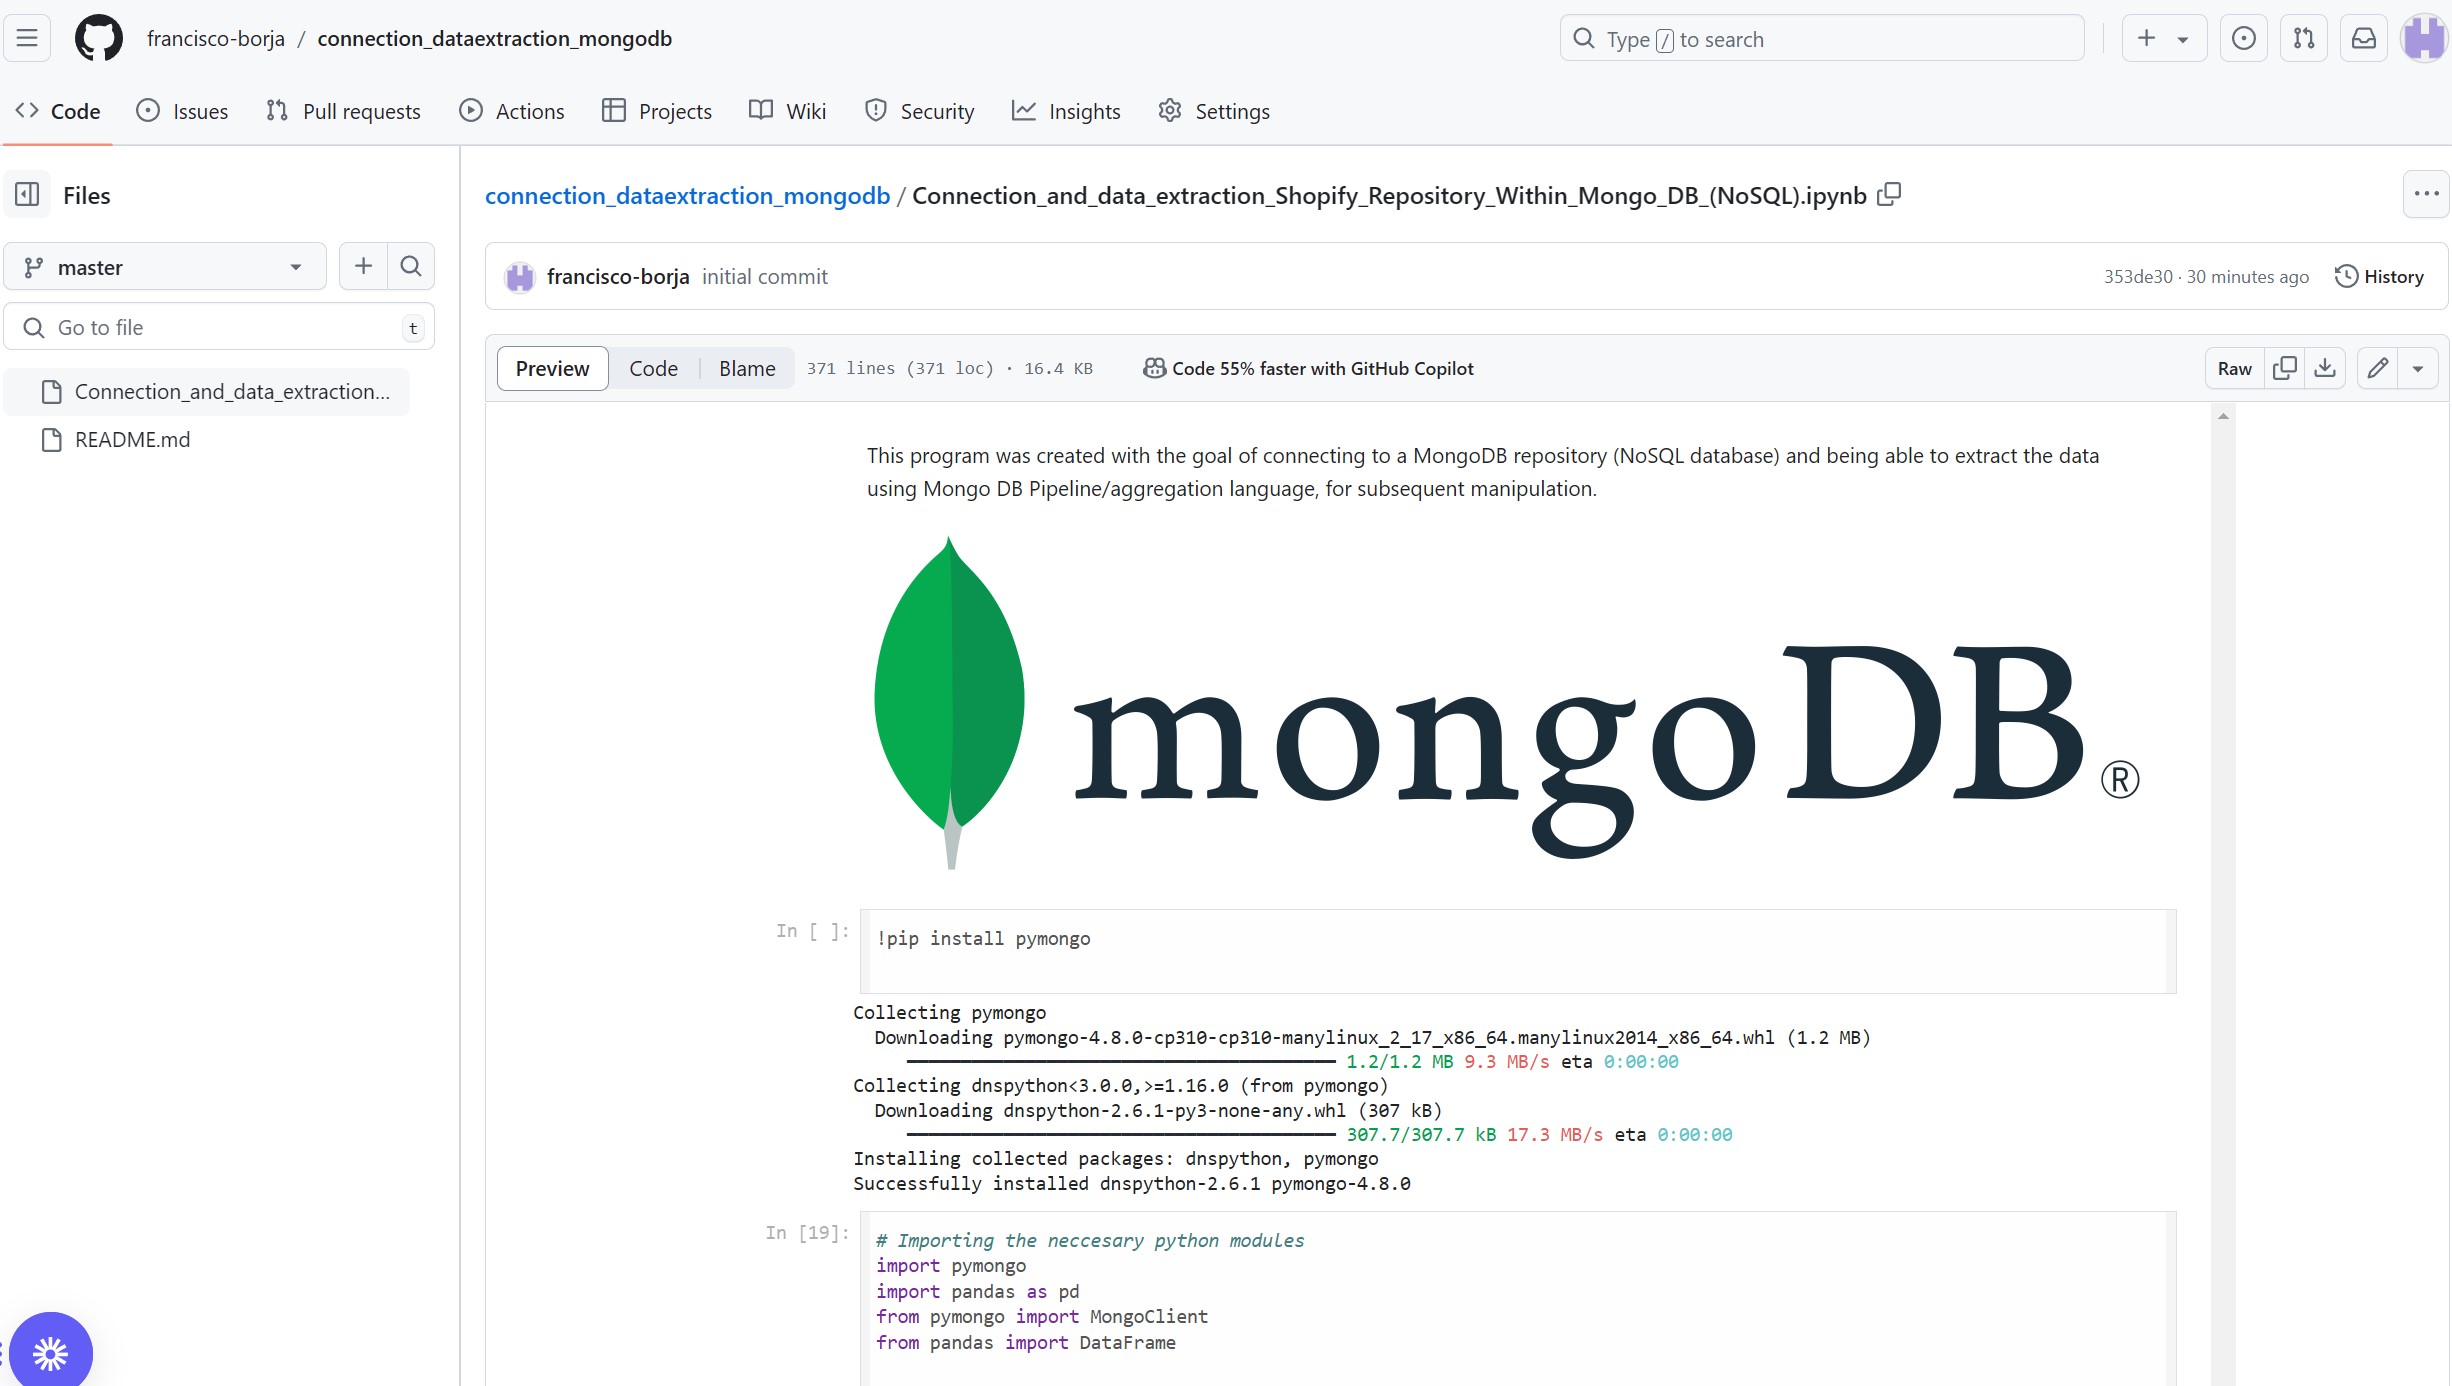 francisco-borja / connection_dataextraction_mongodb
Type / to search
Code Issues Pull requests Actions Projects Wiki Security Insights Settings
Files
master
Go to file t
Connection_and_data_extraction...
README.md
connection_dataextraction_mongodb / Connection_and_data_extraction_Shopify_Repository_Within_Mongo_DB_(NoSQL).ipynb
francisco-borja initial commit
353de30 · 30 minutes ago History
Preview Code Blame 371 lines (371 loc) · 16.4 KB Code 55% faster with GitHub Copilot Raw
This program was created with the goal of connecting to a MongoDB repository (NoSQL database) and being able to extract the data
using Mongo DB Pipeline/aggregation language, for subsequent manipulation.
mongoDB®
In [ ]: !pip install pymongo
Collecting pymongo
Downloading pymongo-4.8.0-cp310-cp310-manylinux_2_17_x86_64.manylinux2014_x86_64.whl (1.2 MB)
1.2/1.2 MB 9.3 MB/s eta 0:00:00
Collecting dnspython<3.0.0,>=1.16.0 (from pymongo)
Downloading dnspython-2.6.1-py3-none-any.whl (307 kB)
307.7/307.7 kB 17.3 MB/s eta 0:00:00
Installing collected packages: dnspython, pymongo
Successfully installed dnspython-2.6.1 pymongo-4.8.0
In [19]: # Importing the neccesary python modules
import pymongo
import pandas as pd
from pymongo import MongoClient
from pandas import DataFrame